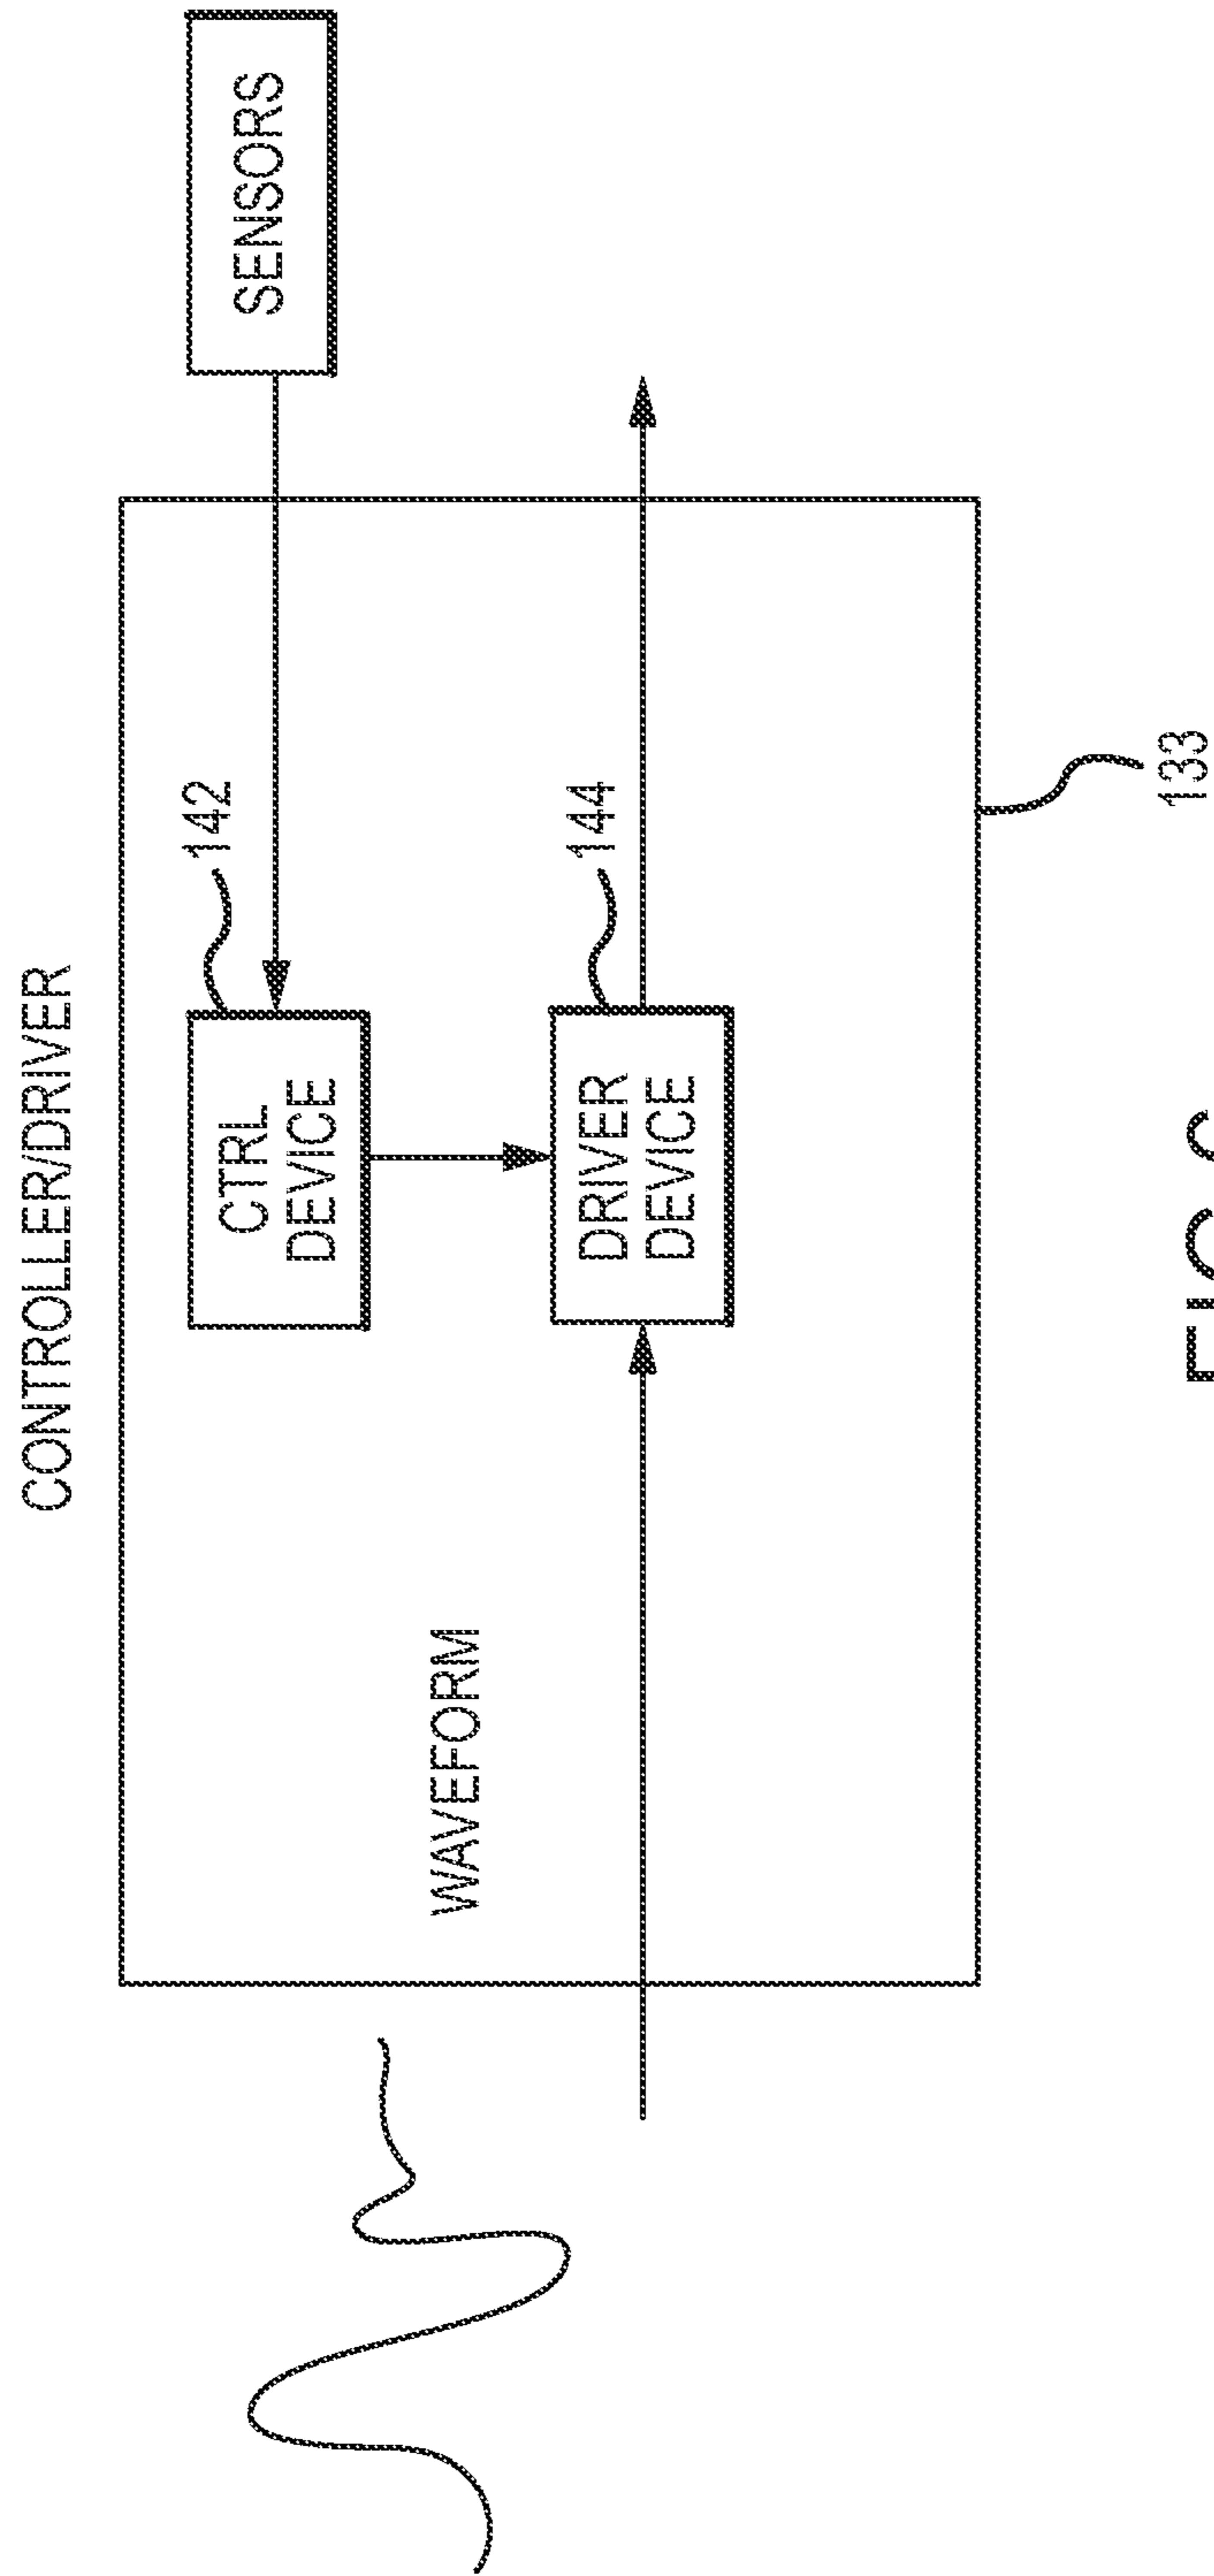 CONTROLLER/DRIVER
SENSORS
142
CTRL
DEVICE
WAVEFORM
144
DRIVER
DEVICE
133